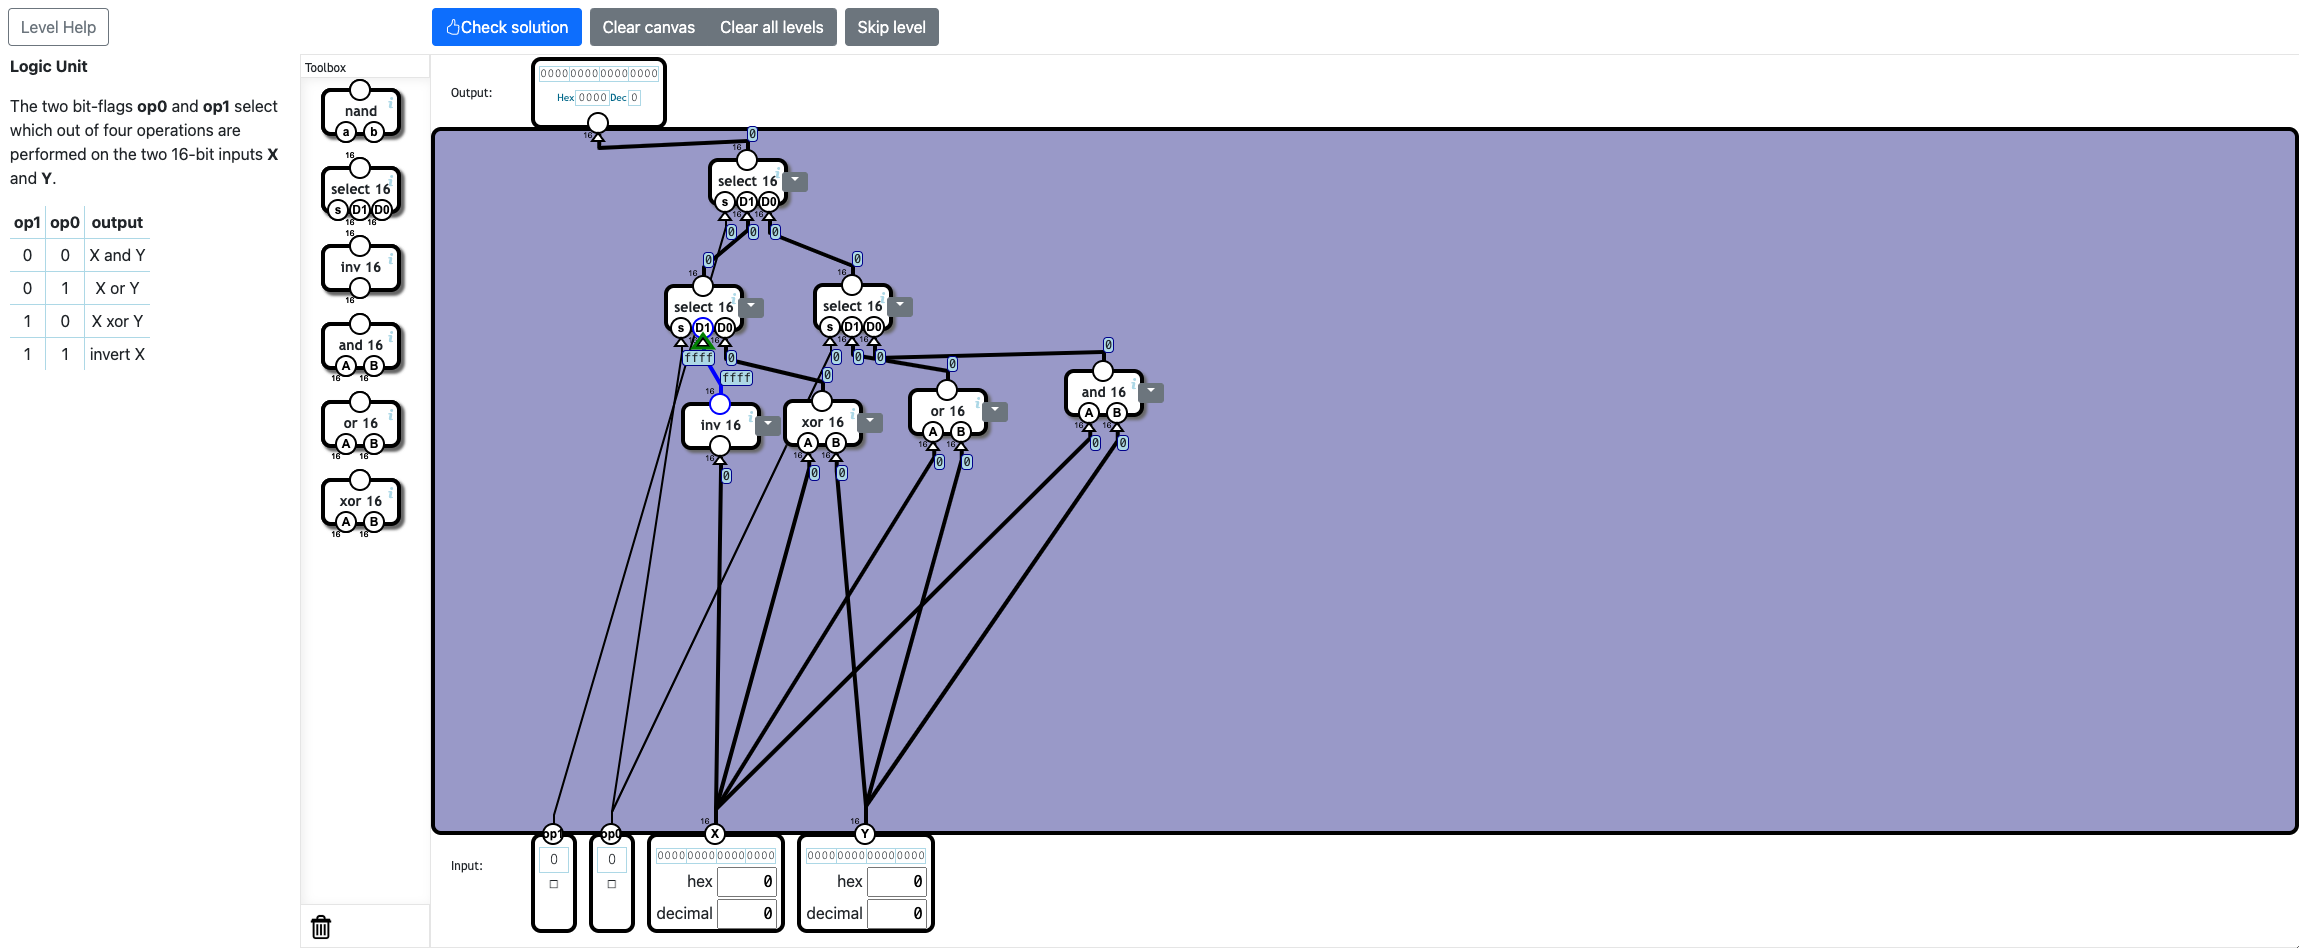 Level Help
Check solution
Clear canvas
Clear all levels
Skip level
Logic Unit
The two bit-flags op0 and op1 select
which out of four operations are
performed on the two 16-bit inputs X
and Y.
op1 op0 output
0 0 X and Y
0 1 X or Y
1 0 X xor Y
1 1 invert X
Toolbox
nand
a b
16
select 16
s D1 D0
16 16
16
inv 16
16
and 16
A B
16 16
or 16
A B
16 16
xor 16
A B
16 16
Output:
0000 0000 0000 0000
Hex 0000 Dec 0
16
0
16
select 16
s D1 D0
16 16
0 0 0
0
16
select 16
s D1 D0
16 16
ffff 0
0
16
select 16
s D1 D0
16 16
0 0 0
ffff
16
inv 16
16
0
0
xor 16
A B
16 16
0 0
0
or 16
A B
16 16
0 0
0
and 16
A B
16 16
0 0
Input:
op1
0
op0
0
16
X
0000 0000 0000 0000
hex 0
decimal 0
16
Y
0000 0000 0000 0000
hex 0
decimal 0